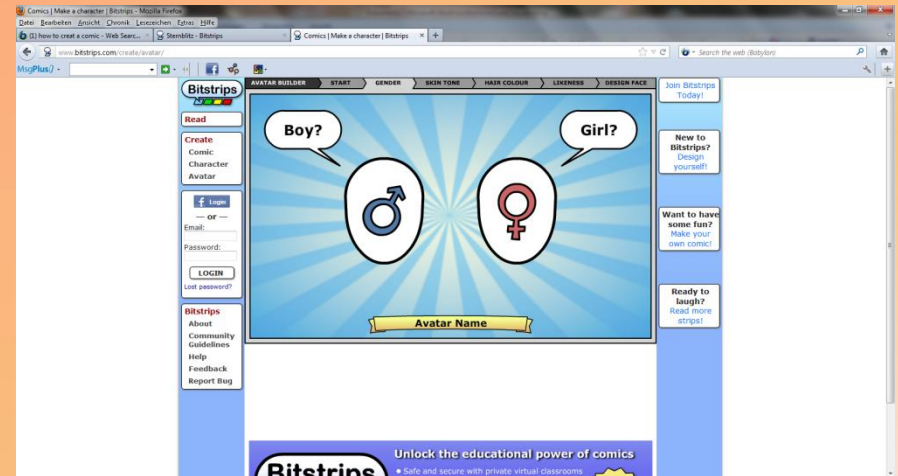 Comics | Make a character | Bitstrips - Mozilla Firefox
Datei Bearbeiten Ansicht Chronik Lesezeichen Extras Hilfe
(1) how to creat a comic - Web Searc...
Sternblitz - Bitstrips
Comics | Make a character | Bitstrips
www.bitstrips.com/create/avatar/
Search the web (Babylon)
MsgPlus
Bitstrips
Read
Create
Comic
Character
Avatar
Login
— or —
Email:
Password:
LOGIN
Lost password?
Bitstrips
About
Community
Guidelines
Help
Feedback
Report Bug
AVATAR BUILDER START GENDER SKIN TONE HAIR COLOUR LIKENESS DESIGN FACE
Boy?
Girl?
Avatar Name
Join Bitstrips
Today!
New to
Bitstrips?
Design
yourself!
Want to have
some fun?
Make your
own comic!
Ready to
laugh?
Read more
strips!
Bitstrips
Unlock the educational power of comics
• Safe and secure with private virtual classrooms